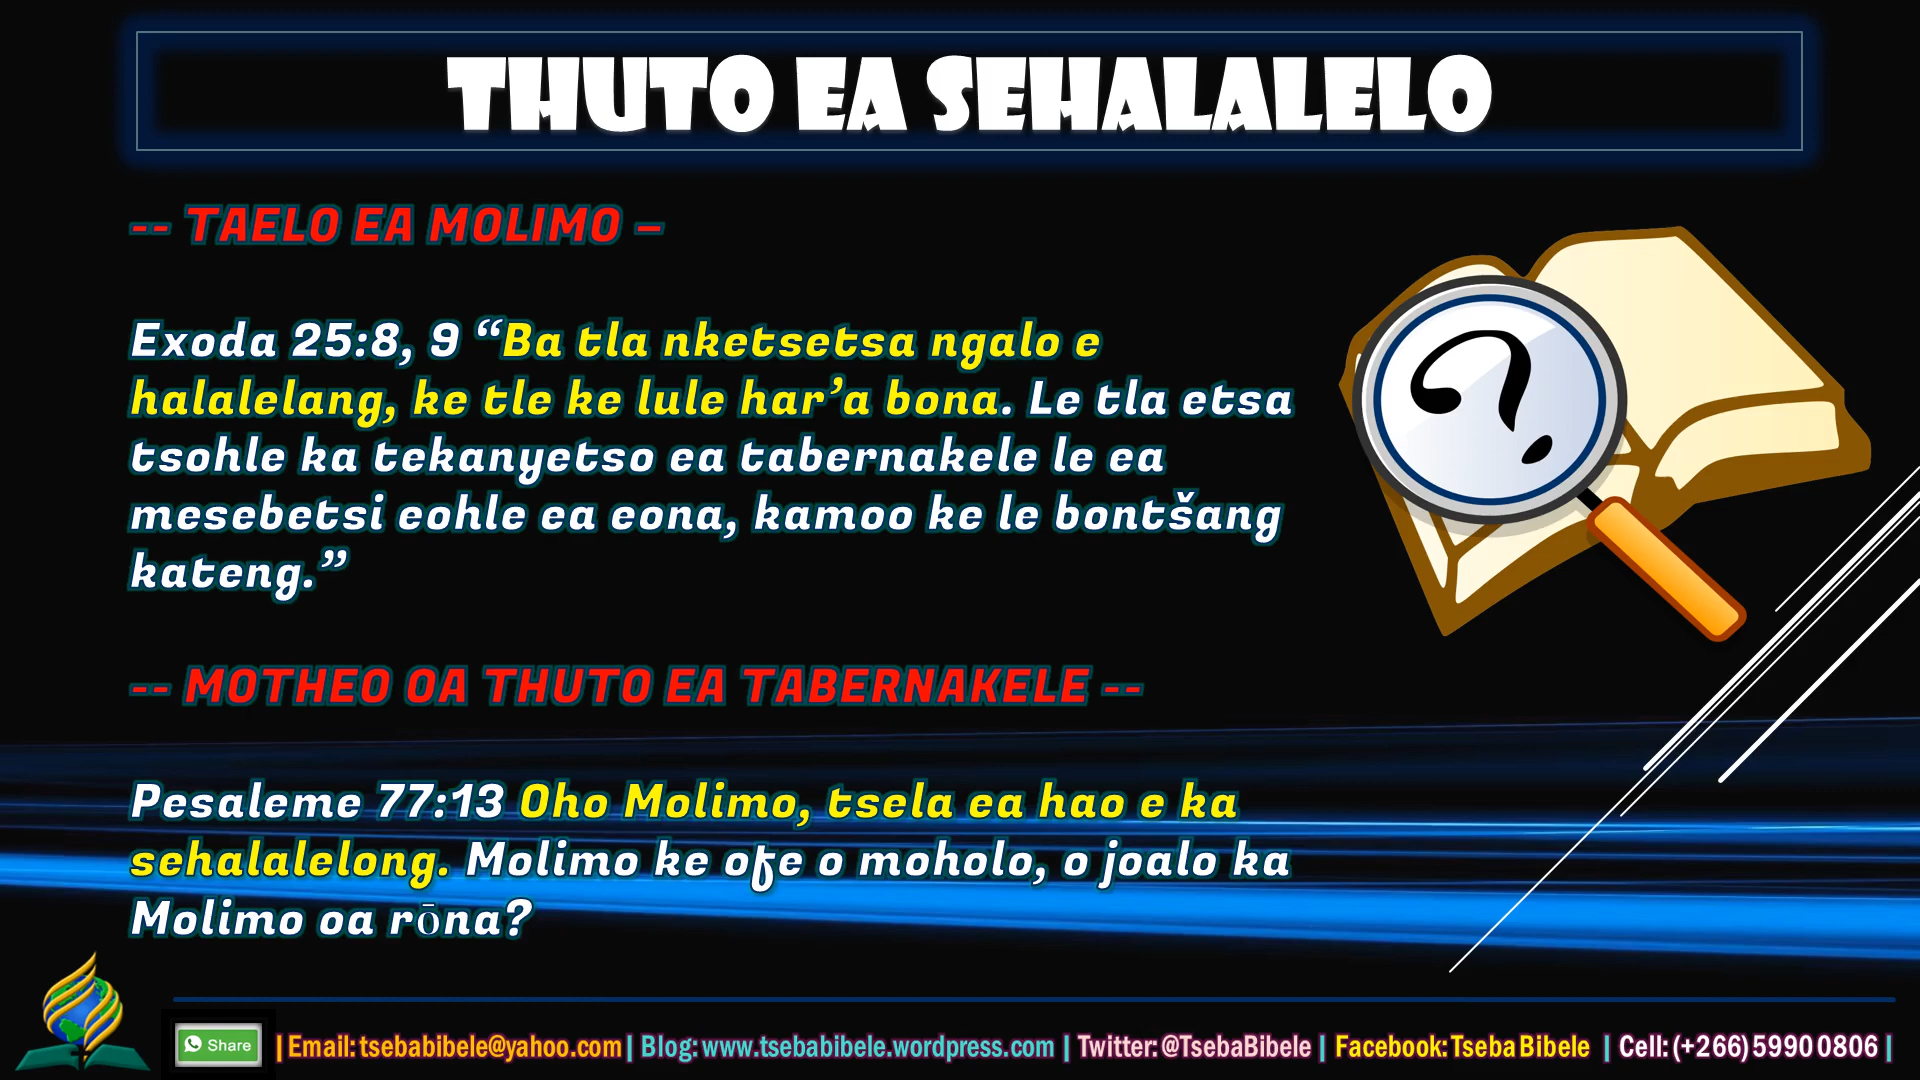 THUTO EA SEHALALELO
-- TAELO EA MOLIMO –
Exoda 25:8, 9 “Ba tla nketsetsa ngalo e
halalelang, ke tle ke lule har’a bona. Le tla etsa
tsohle ka tekanyetso ea tabernakele le ea
mesebetsi eohle ea eona, kamoo ke le bontšang
kateng.”
-- MOTHEO OA THUTO EA TABERNAKELE --
Pesaleme 77:13 Oho Molimo, tsela ea hao e ka
sehalalelong. Molimo ke ofe o moholo, o joalo ka
Molimo oa rōna?
Share | Email: tsebabibele@yahoo.com | Blog: www.tsebabibele.wordpress.com | Twitter: @TsebaBibele | Facebook: Tseba Bibele | Cell: (+266) 5990 0806 |